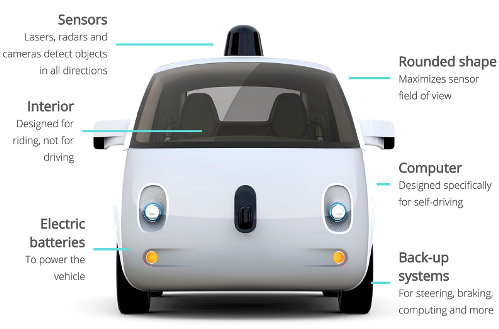 Sensors
Lasers, radars and
cameras detect objects
in all directions
Interior
Designed for
riding, not for
driving
Electric
batteries
To power the
vehicle
Rounded shape
Maximizes sensor
field of view
Computer
Designed specifically
for self-driving
Back-up
systems
For steering, braking,
computing and more